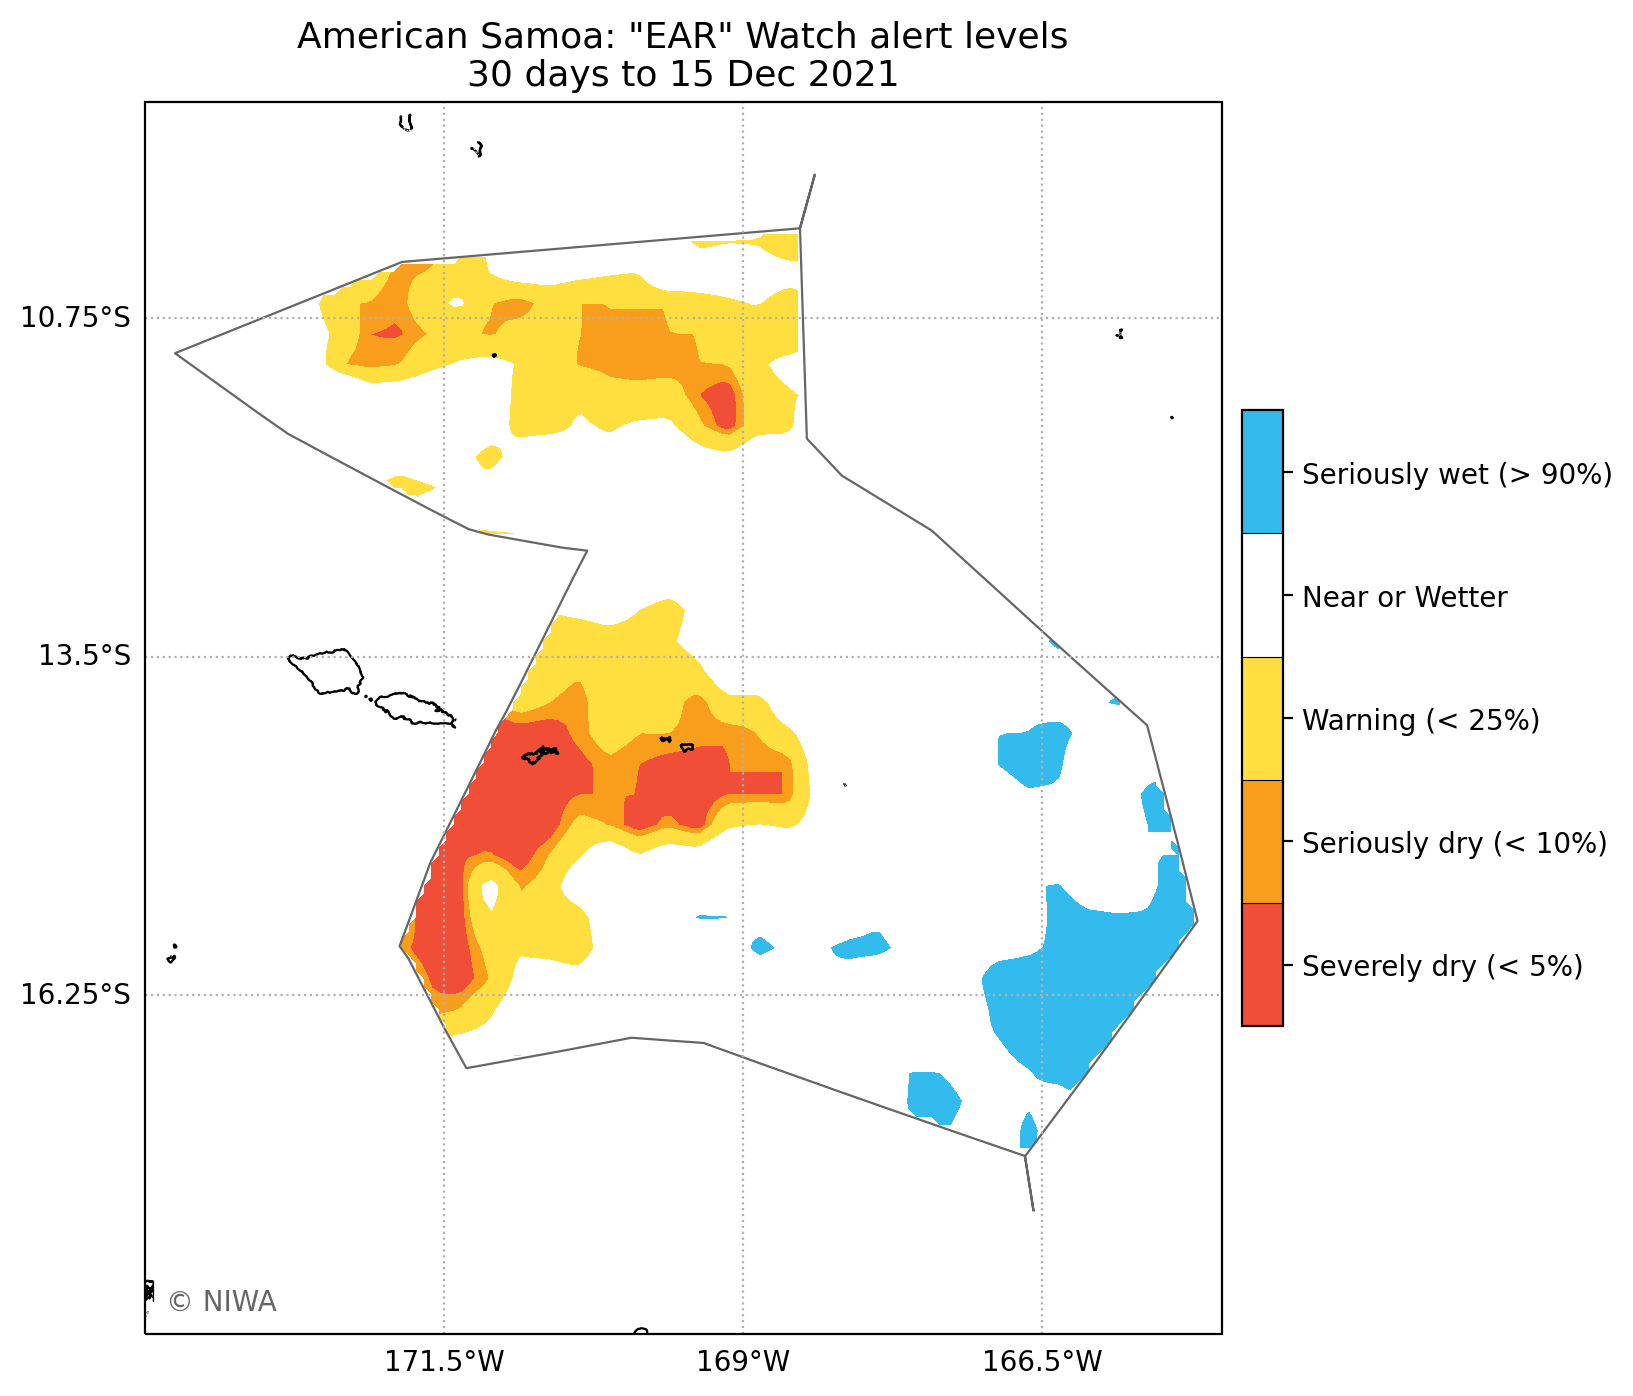 American Samoa: "EAR" Watch alert levels
30 days to 15 Dec 2021
10.75°S
13.5°S
16.25°S
171.5°W
169°W
166.5°W
Seriously wet (> 90%)
Near or Wetter
Warning (< 25%)
Seriously dry (< 10%)
Severely dry (< 5%)
© NIWA